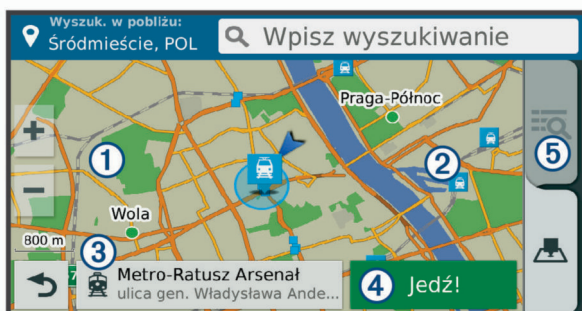 Wyszuk. w pobliżu:
Śródmieście, POL
Wpisz wyszukiwanie
Praga-Północ
+
1
2
5
−
Wola
800 m
3
7
Metro-Ratusz Arsenał
ulica gen. Władysława Ande...
4 Jedź!